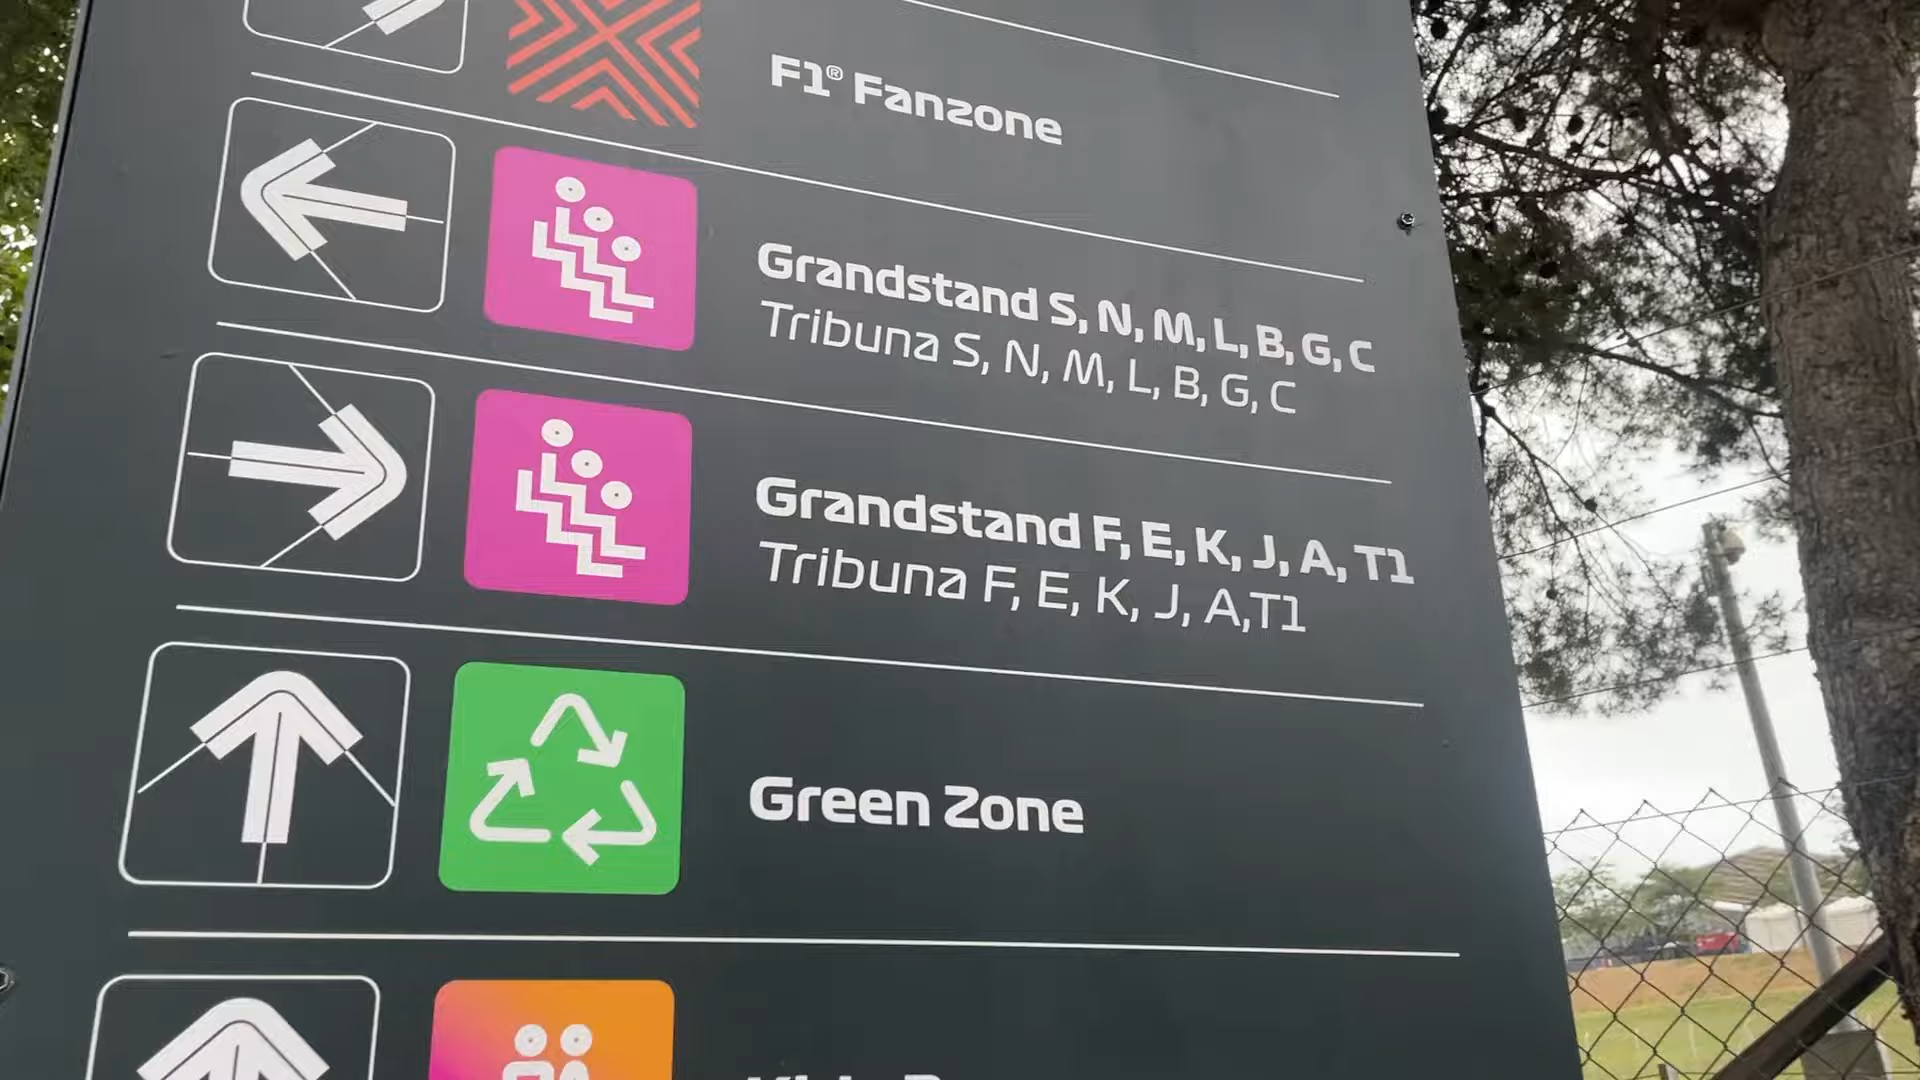 F1® Fanzone
Grandstand S, N, M, L, B, G, C
Tribuna S, N, M, L, B, G, C
Grandstand F, E, K, J, A, T1
Tribuna F, E, K, J, A,T1
Green Zone